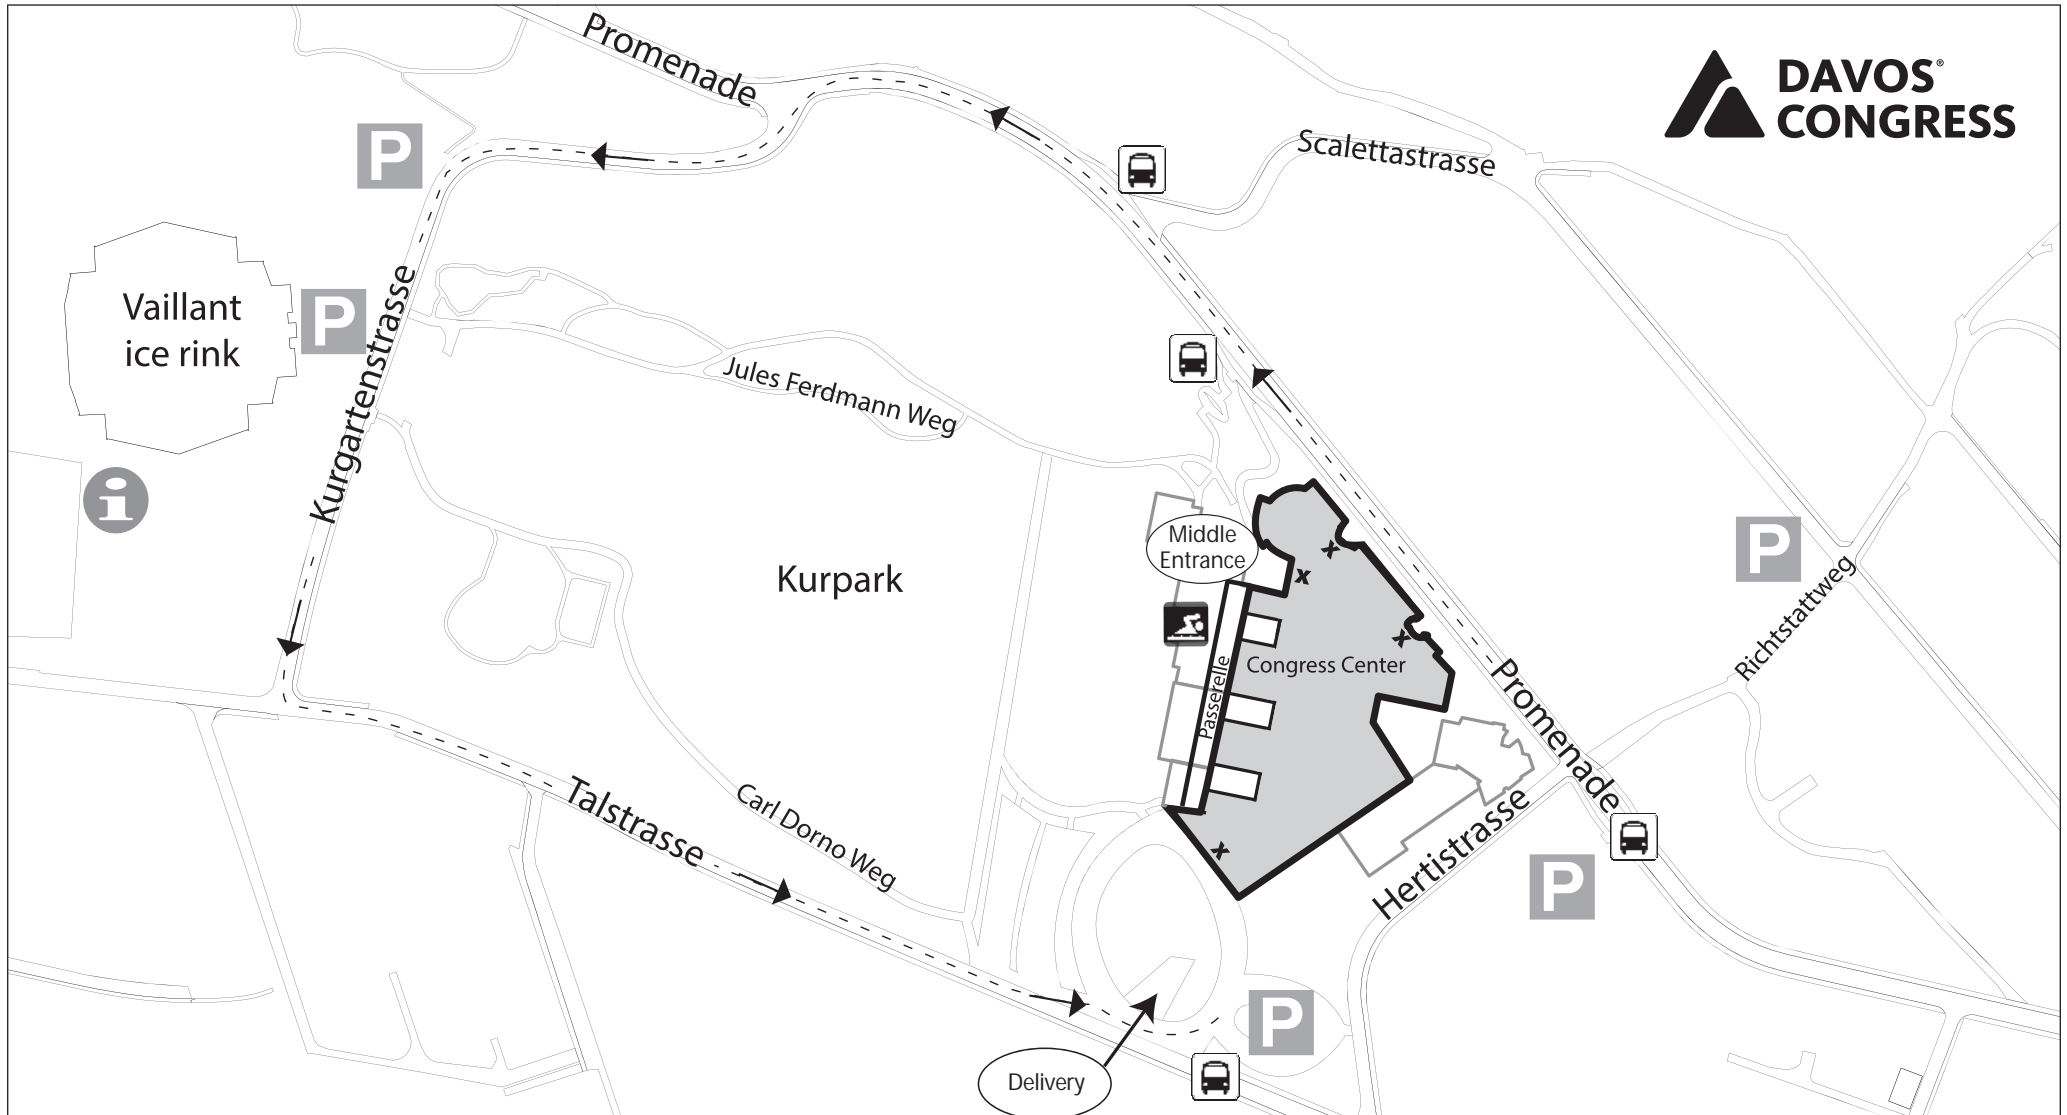 Promenade
DAVOS®
CONGRESS
Scalettastrasse
P
Vaillant
ice rink
P
Kurgartenstrasse
Jules Ferdmann Weg
i
Kurpark
Middle
Entrance
x
x
x
P
Richtstattweg
Congress Center
Passerelle
Promenade
Talstrasse
Carl Dorno Weg
x
Hertistrasse
P
P
Delivery